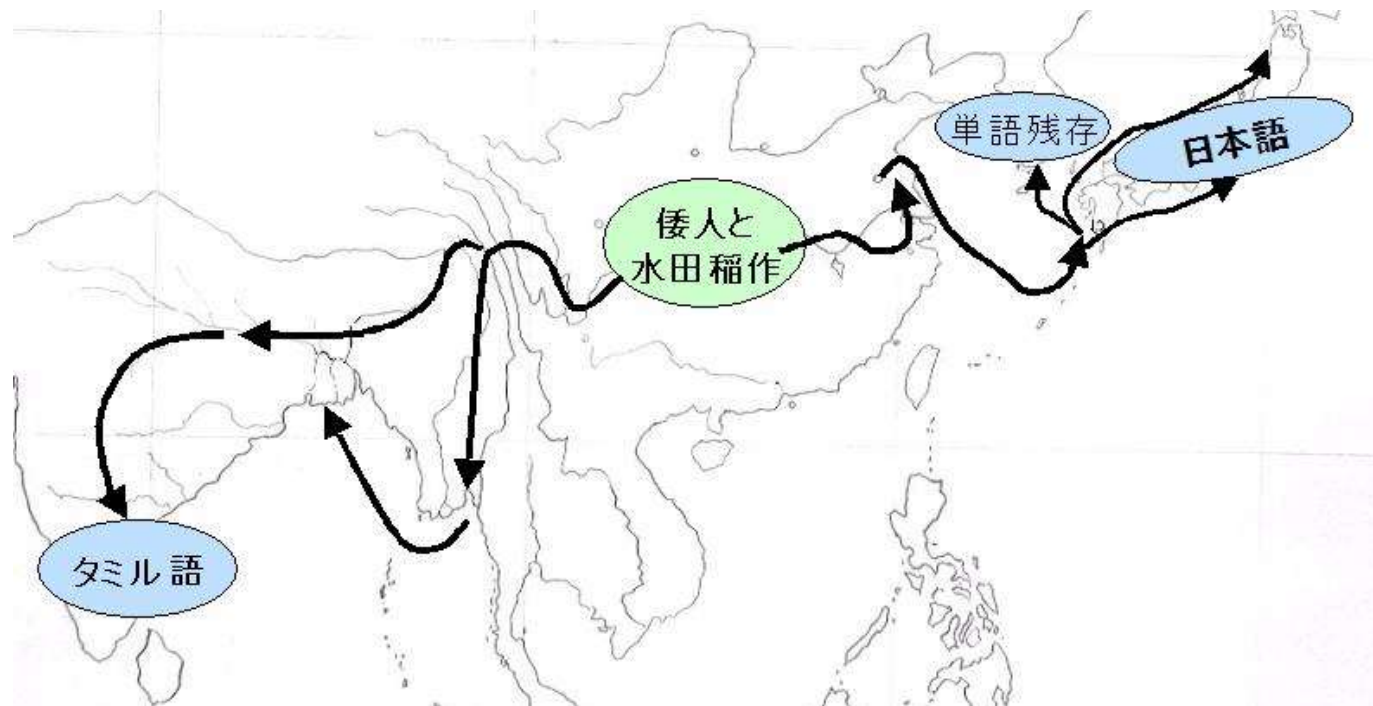 単語残存
日本語
倭人と
水田稲作
タミル語